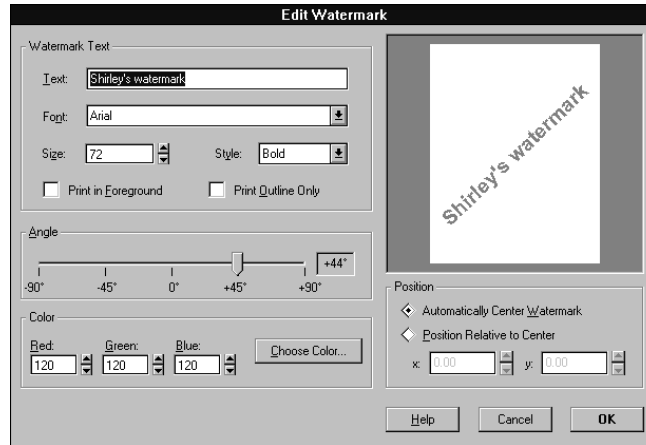 Edit Watermark
Watermark Text
Text: Shirley's watermark
Font: Arial
Size: 72 Style: Bold
Print in Foreground Print Outline Only
Angle
+44°
-90° -45° 0° +45° +90°
Color
Red: Green: Blue:
120 120 120 Choose Color...
Shirley's watermark
Position
Automatically Center Watermark
Position Relative to Center
x: 0.00 y: 0.00
Help Cancel OK